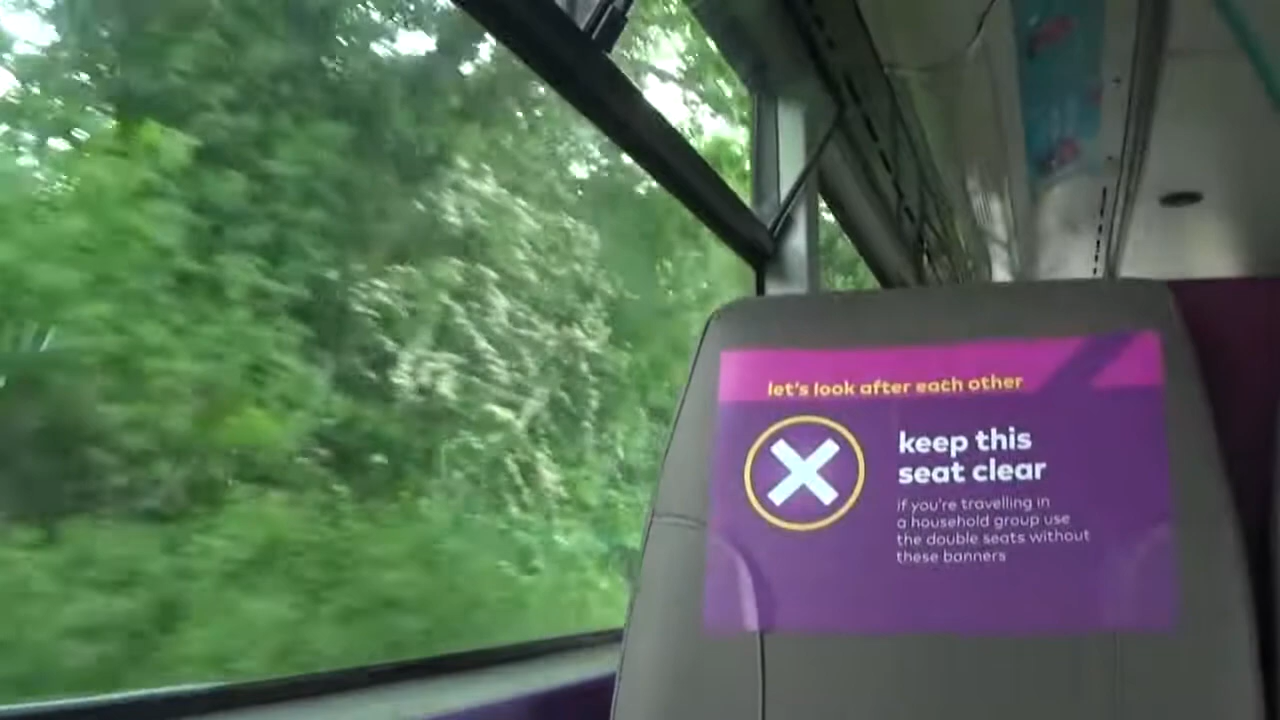 let's look after each other
keep this
seat clear
if you're travelling in
a household group use
the double seats without
these banners